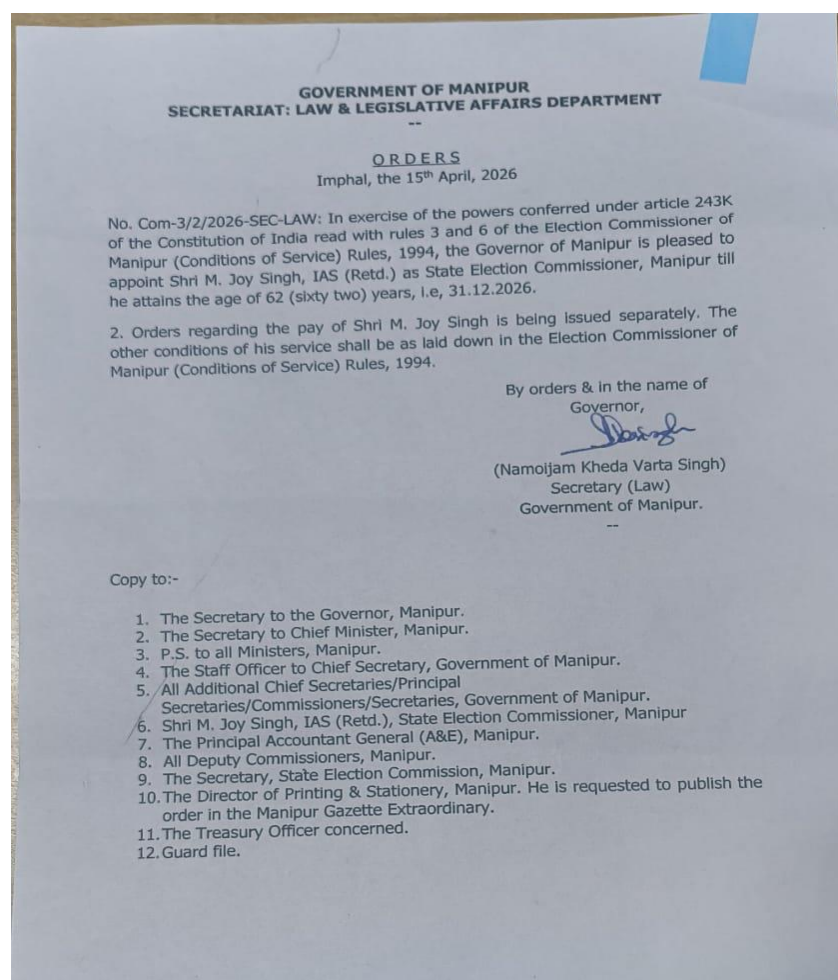 GOVERNMENT OF MANIPUR
SECRETARIAT: LAW & LEGISLATIVE AFFAIRS DEPARTMENT
--
ORDERS
Imphal, the 15th April, 2026
No. Com-3/2/2026-SEC-LAW: In exercise of the powers conferred under article 243K
of the Constitution of India read with rules 3 and 6 of the Election Commissioner of
Manipur (Conditions of Service) Rules, 1994, the Governor of Manipur is pleased to
appoint Shri M. Joy Singh, IAS (Retd.) as State Election Commissioner, Manipur till
he attains the age of 62 (sixty two) years, i.e, 31.12.2026.
2. Orders regarding the pay of Shri M. Joy Singh is being issued separately. The
other conditions of his service shall be as laid down in the Election Commissioner of
Manipur (Conditions of Service) Rules, 1994.
By orders & in the name of
Governor,
(Namoijam Kheda Varta Singh)
Secretary (Law)
Government of Manipur.
--
Copy to:-
1. The Secretary to the Governor, Manipur.
2. The Secretary to Chief Minister, Manipur.
3. P.S. to all Ministers, Manipur.
4. The Staff Officer to Chief Secretary, Government of Manipur.
5. All Additional Chief Secretaries/Principal
Secretaries/Commissioners/Secretaries, Government of Manipur.
6. Shri M. Joy Singh, IAS (Retd.), State Election Commissioner, Manipur
7. The Principal Accountant General (A&E), Manipur.
8. All Deputy Commissioners, Manipur.
9. The Secretary, State Election Commission, Manipur.
10. The Director of Printing & Stationery, Manipur. He is requested to publish the
order in the Manipur Gazette Extraordinary.
11. The Treasury Officer concerned.
12. Guard file.